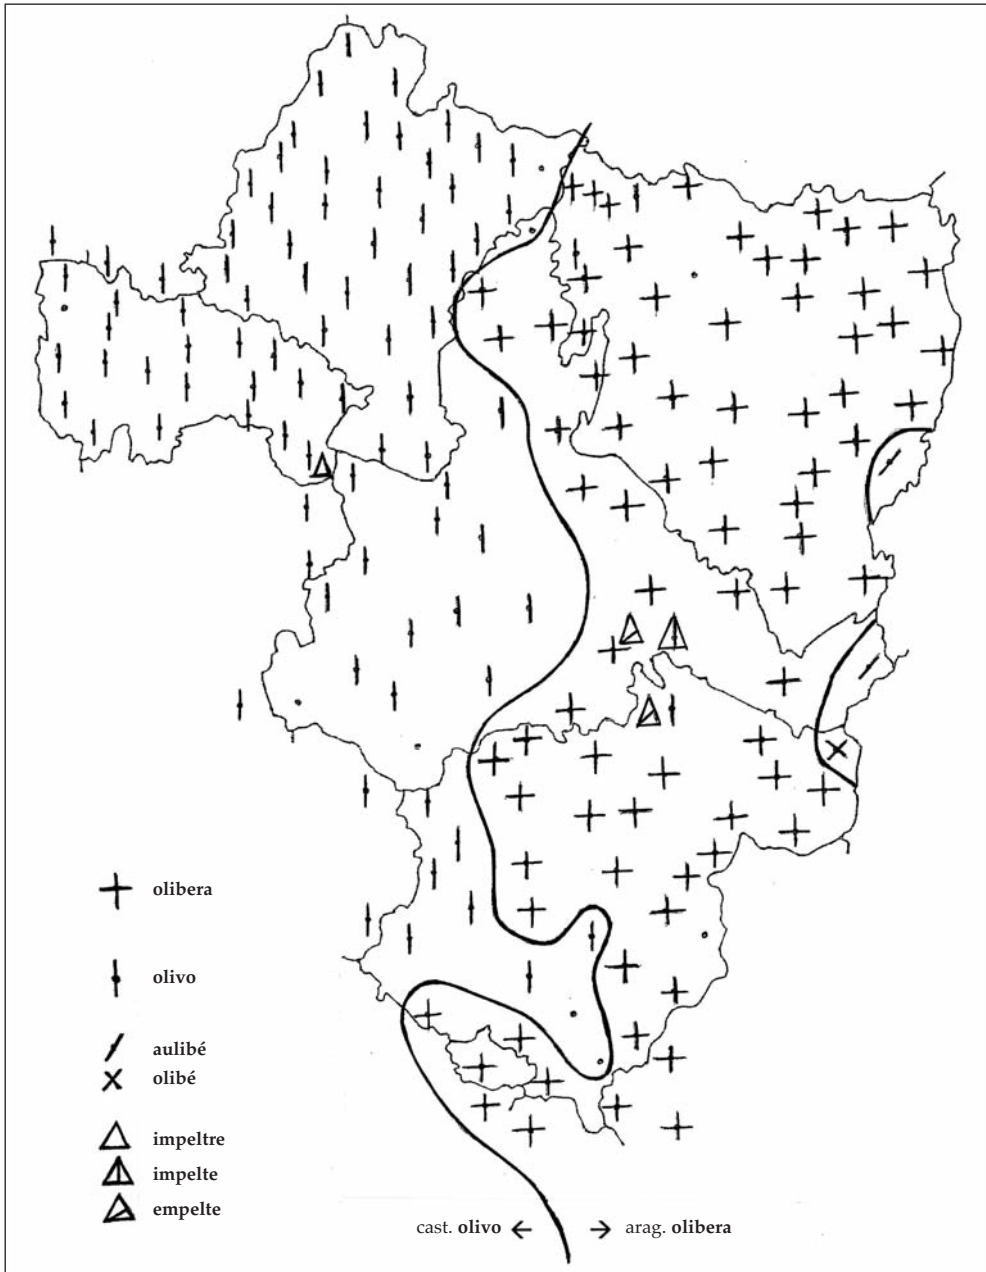 olibera
olivo
aulibé
olibé
impeltre
impelte
empelte
cast. olivo ← → arag. olibera